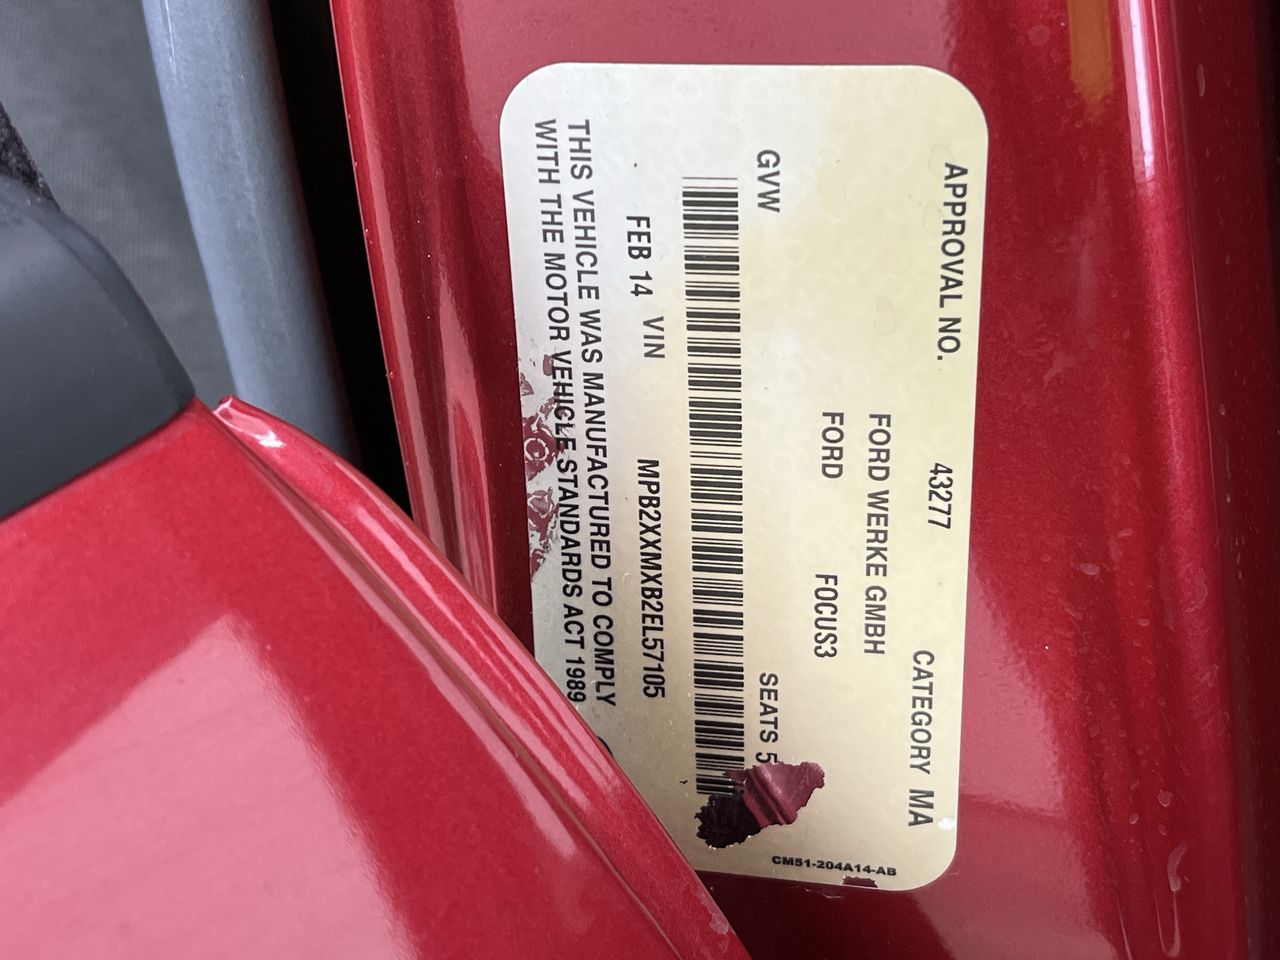 APPROVAL NO. 43277 CATEGORY MA
FORD WERKE GMBH
FORD FOCUS3
GVW SEATS 5
FEB 14 VIN MPB2XXMXB2EL57105
THIS VEHICLE WAS MANUFACTURED TO COMPLY
WITH THE MOTOR VEHICLE STANDARDS ACT 1989
CM51-204A14-AB